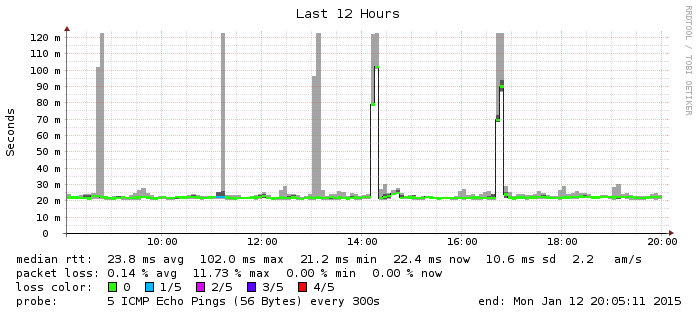 Last 12 Hours
RRDTOOL / TOBI OETIKER
Seconds
120 m
110 m
100 m
90 m
80 m
70 m
60 m
50 m
40 m
30 m
20 m
10 m
0
10:00 12:00 14:00 16:00 18:00 20:00
median rtt: 23.8 ms avg 102.0 ms max 21.2 ms min 22.4 ms now 10.6 ms sd 2.2 am/s
packet loss: 0.14 % avg 11.73 % max 0.00 % min 0.00 % now
loss color: 0 1/5 2/5 3/5 4/5
probe: 5 ICMP Echo Pings (56 Bytes) every 300s end: Mon Jan 12 20:05:11 2015